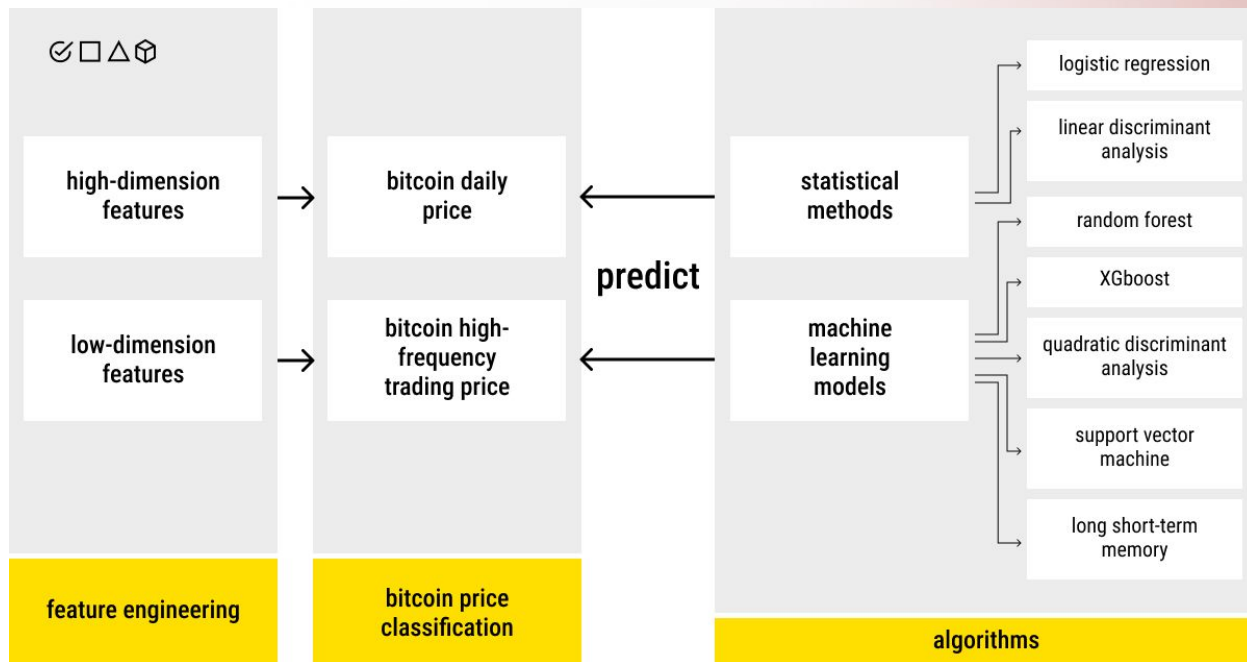 high-dimension
features
low-dimension
features
feature engineering
bitcoin daily
price
bitcoin high-
frequency
trading price
bitcoin price
classification
predict
statistical
methods
machine
learning
models
logistic regression
linear discriminant
analysis
random forest
XGboost
quadratic discriminant
analysis
support vector
machine
long short-term
memory
algorithms